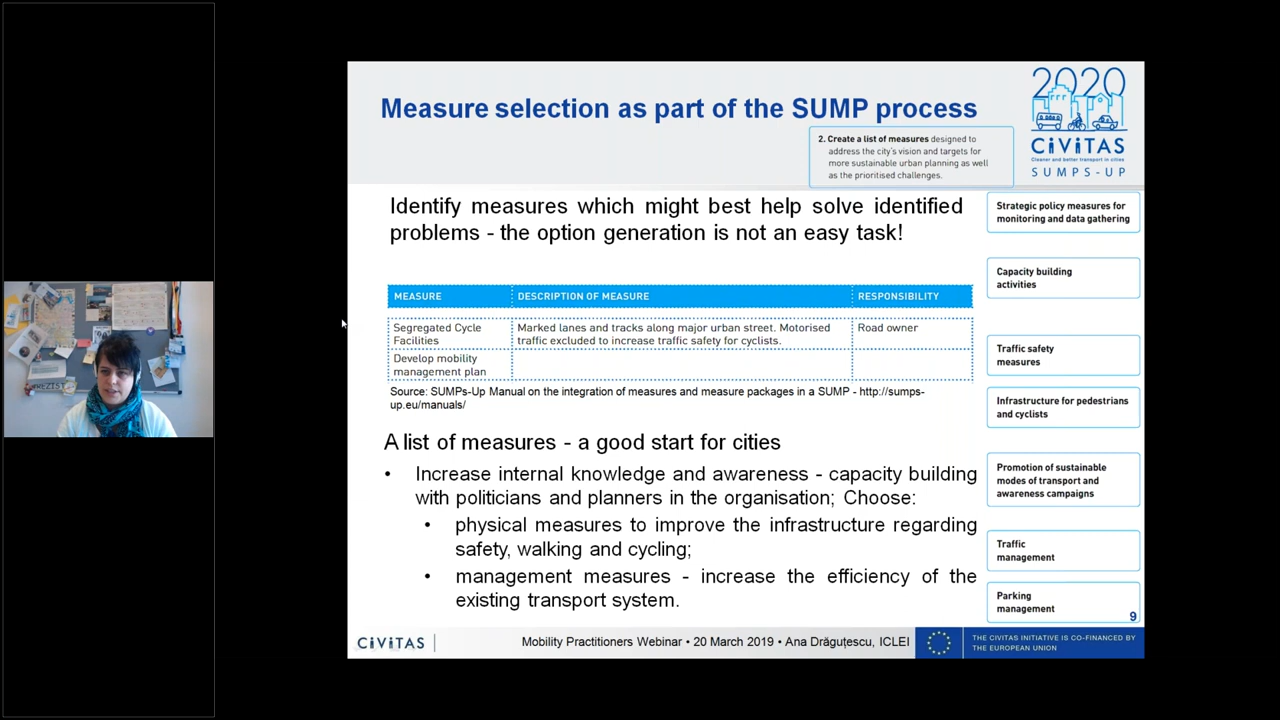 Measure selection as part of the SUMP process
2. Create a list of measures designed to
address the city's vision and targets for
more sustainable urban planning as well
as the prioritised challenges.
2020
CIVITAS
Cleaner and better transport in cities
SUMPS-UP
Identify measures which might best help solve identified
problems - the option generation is not an easy task!
MEASURE DESCRIPTION OF MEASURE RESPONSIBILITY
Segregated Cycle
Facilities
Marked lanes and tracks along major urban street. Motorised
traffic excluded to increase traffic safety for cyclists.
Road owner
Develop mobility
management plan
Source: SUMPs-Up Manual on the integration of measures and measure packages in a SUMP - http://sumps-
up.eu/manuals/
A list of measures - a good start for cities
• Increase internal knowledge and awareness - capacity building
with politicians and planners in the organisation; Choose:
• physical measures to improve the infrastructure regarding
safety, walking and cycling;
• management measures - increase the efficiency of the
existing transport system.
Strategic policy measures for
monitoring and data gathering
Capacity building
activities
Traffic safety
measures
Infrastructure for pedestrians
and cyclists
Promotion of sustainable
modes of transport and
awareness campaigns
Traffic
management
Parking
management
9
CIVITAS
Mobility Practitioners Webinar • 20 March 2019 • Ana Drăguțescu, ICLEI
THE CIVITAS INITIATIVE IS CO-FINANCED BY
THE EUROPEAN UNION